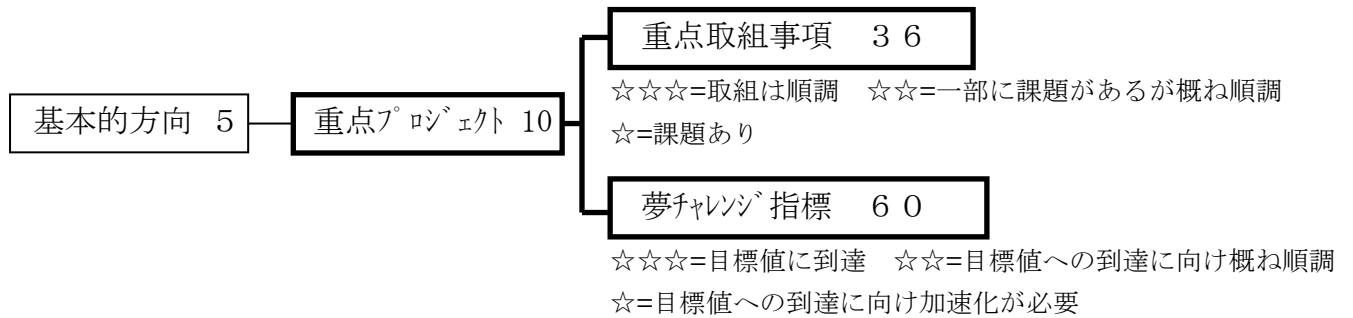 重点取組事項　３６
☆☆☆=取組は順調　☆☆=一部に課題があるが概ね順調
☆=課題あり
基本的方向 ５
重点ﾌﾟﾛｼﾞｪｸﾄ 10
夢ﾁｬﾚﾝｼﾞ指標　６０
☆☆☆=目標値に到達　☆☆=目標値への到達に向け概ね順調
☆=目標値への到達に向け加速化が必要